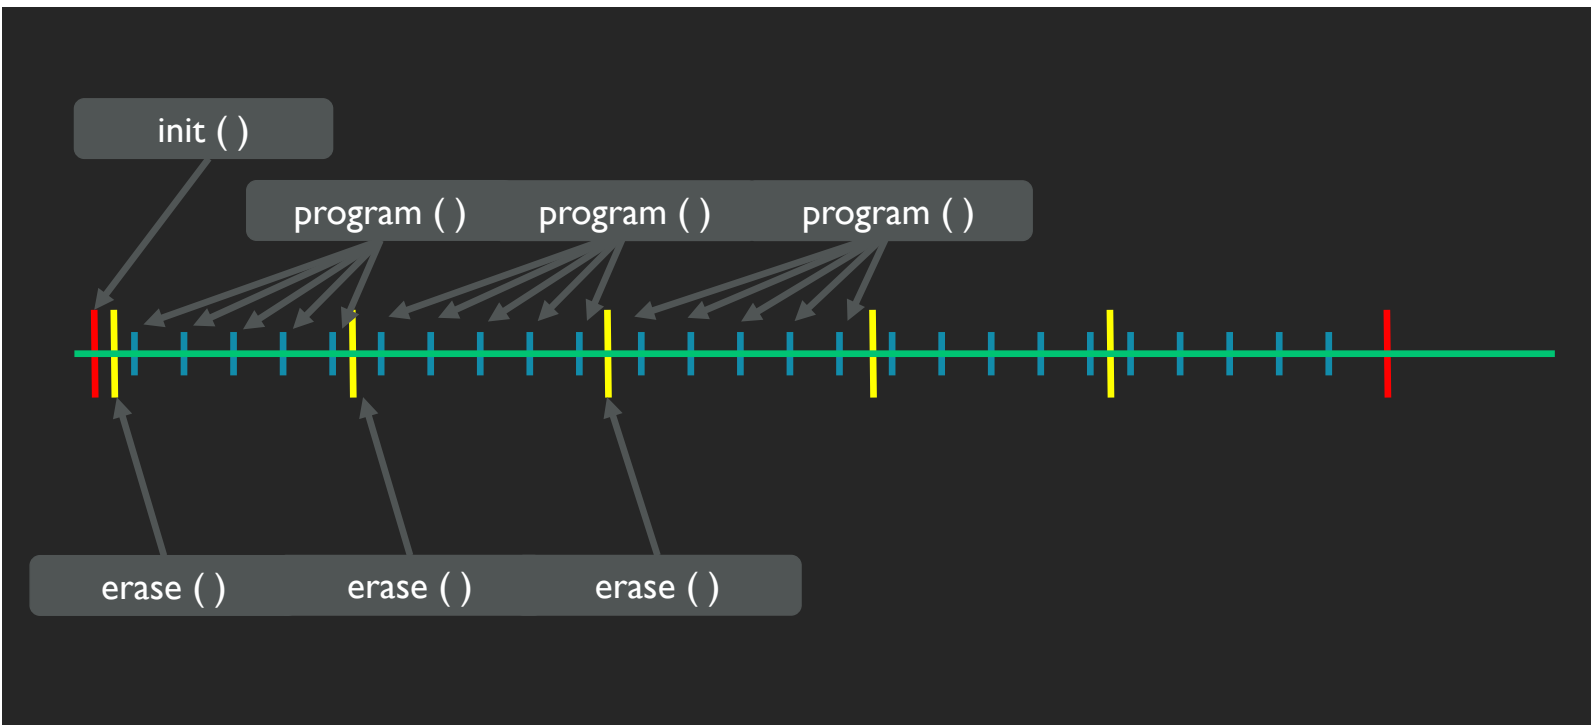 init ( )
program ( ) program ( ) program ( )
erase ( ) erase ( ) erase ( )